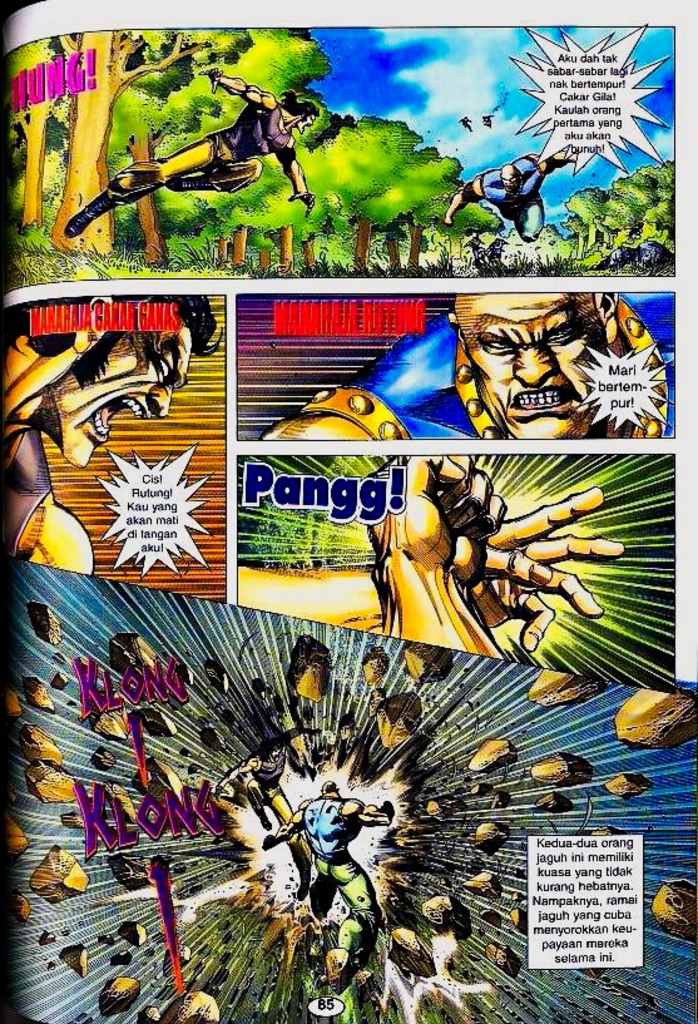 HUNG!
Aku dah tak
sabar-sabar lagi
nak bertempur!
Cakar Gila!
Kaulah orang
pertama yang
aku akan
bunuh!
MAHARAJA CAKAR GANAS
MAHARAJA RUTUNG
Mari
bertem-
pur!
Cis!
Rutung!
Kau yang
akan mati
di tangan
aku!
Pangg!
KLONG
!
KLONG
!
Kedua-dua orang
jaguh ini memiliki
kuasa yang tidak
kurang hebatnya.
Nampaknya, ramai
jaguh yang cuba
menyorokkan keu-
payaan mereka
selama ini.
85